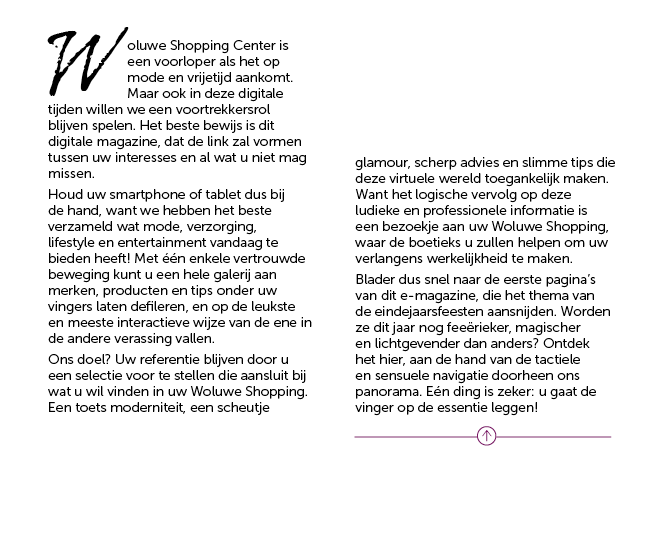 Woluwe Shopping Center is
een voorloper als het op
mode en vrijetijd aankomt.
Maar ook in deze digitale
tijden willen we een voortrekkersrol
blijven spelen. Het beste bewijs is dit
digitale magazine, dat de link zal vormen
tussen uw interesses en al wat u niet mag
missen.
Houd uw smartphone of tablet dus bij
de hand, want we hebben het beste
verzameld wat mode, verzorging,
lifestyle en entertainment vandaag te
bieden heeft! Met één enkele vertrouwde
beweging kunt u een hele galerij aan
merken, producten en tips onder uw
vingers laten defileren, en op de leukste
en meeste interactieve wijze van de ene in
de andere verassing vallen.
Ons doel? Uw referentie blijven door u
een selectie voor te stellen die aansluit bij
wat u wil vinden in uw Woluwe Shopping.
Een toets moderniteit, een scheutje
glamour, scherp advies en slimme tips die
deze virtuele wereld toegankelijk maken.
Want het logische vervolg op deze
ludieke en professionele informatie is
een bezoekje aan uw Woluwe Shopping,
waar de boetieks u zullen helpen om uw
verlangens werkelijkheid te maken.
Blader dus snel naar de eerste pagina's
van dit e-magazine, die het thema van
de eindejaarsfeesten aansnijden. Worden
ze dit jaar nog feeërieker, magischer
en lichtgevender dan anders? Ontdek
het hier, aan de hand van de tactiele
en sensuele navigatie doorheen ons
panorama. Eén ding is zeker: u gaat de
vinger op de essentie leggen!